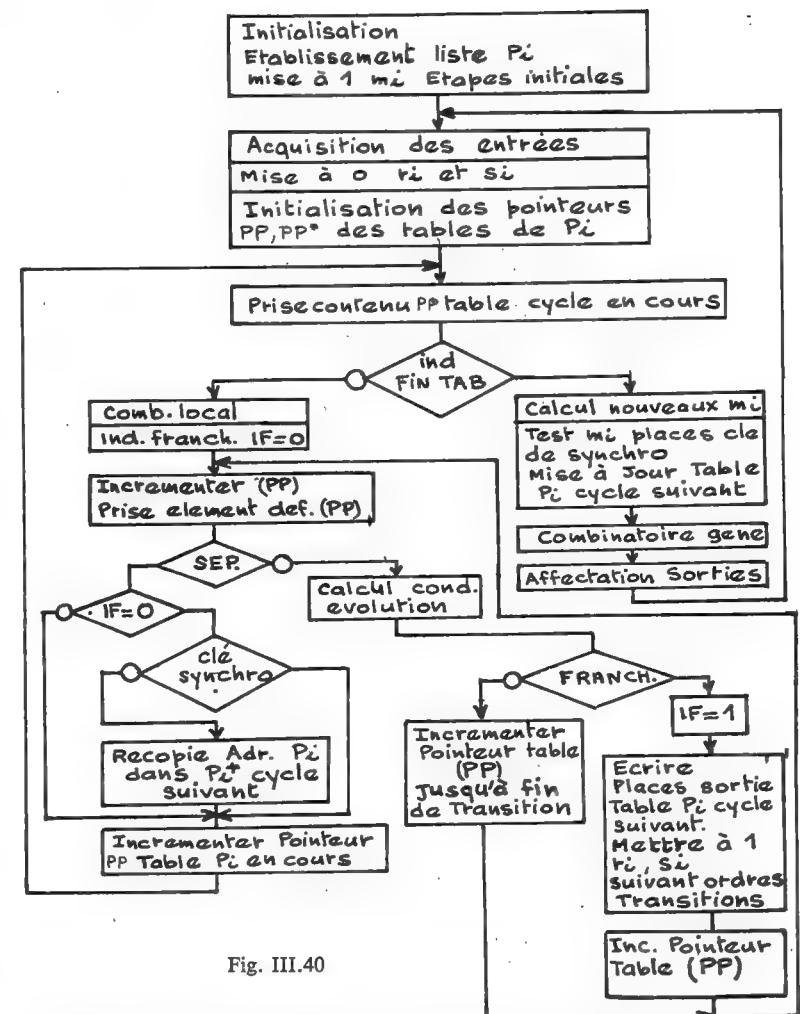 Initialisation
Etablissement liste Pi
mise à 1 mi Etapes initiales
Acquisition des entrées
Mise à 0 ri et si
Initialisation des pointeurs
PP, PP* des tables de Pi
Prise contenu PP table cycle en cours
ind
FIN TAB
Comb. local
Ind. franch. IF=0
Incrementer (PP)
Prise element def. (PP)
SEP.
IF=0
clé
synchro
Recopie Adr. Pi
dans Pi+ cycle
suivant
Incrementer Pointeur
PP Table Pi en cours
Calcul nouveaux mi
Test mi places cle
de synchro
Mise à Jour Table
Pi cycle suivant
Combinatoire gene
Affectation Sorties
Calcul cond.
evolution
FRANCH.
IF=1
Incrementer
Pointeur table
(PP)
Jusqu'à fin
de Transition
Ecrire
Places sortie
Table Pi cycle
suivant.
Mettre à 1
ri, Si
suivant ordres
Transitions
Inc. Pointeur
Table (PP)
Fig. III.40